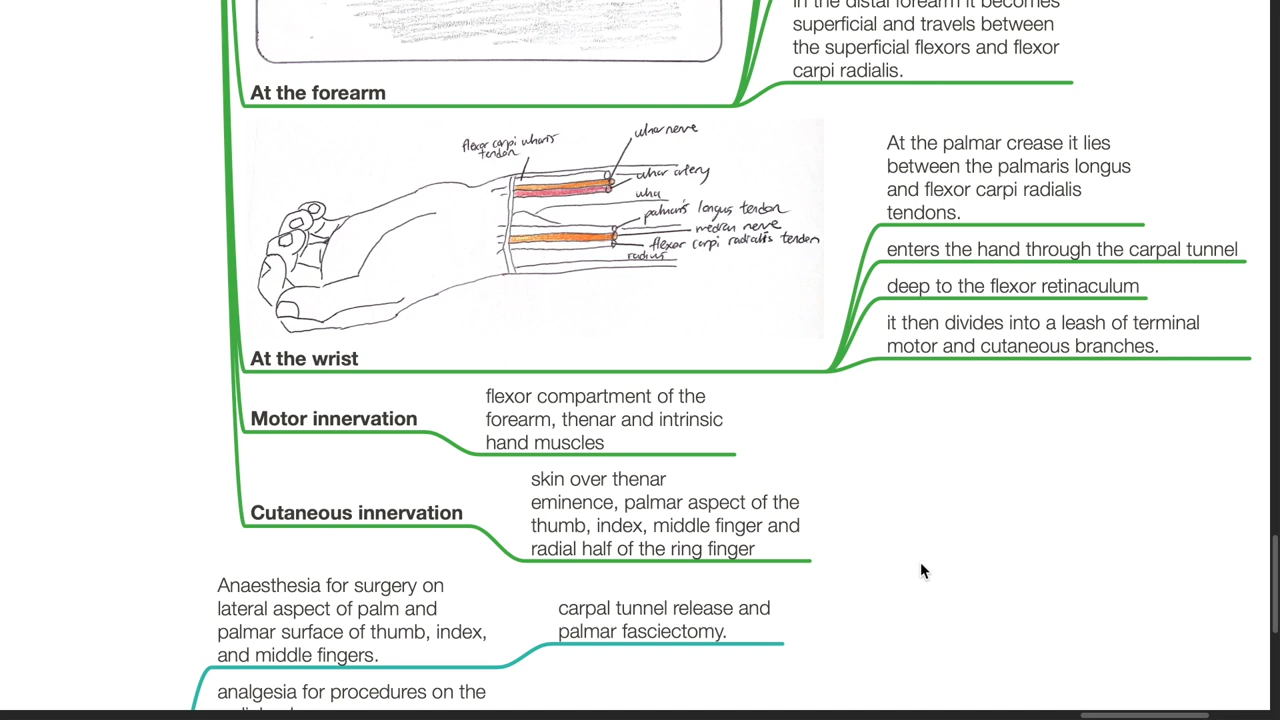 in the distal forearm it becomes
superficial and travels between
the superficial flexors and flexor
carpi radialis.
At the forearm
flexor carpi ulnaris
tendon
ulnar nerve
ulnar artery
ulna
palmaris longus tendon
median nerve
flexor carpi radialis tendon
radius
At the palmar crease it lies
between the palmaris longus
and flexor carpi radialis
tendons.
enters the hand through the carpal tunnel
deep to the flexor retinaculum
it then divides into a leash of terminal
motor and cutaneous branches.
At the wrist
Motor innervation
flexor compartment of the
forearm, thenar and intrinsic
hand muscles
Cutaneous innervation
skin over thenar
eminence, palmar aspect of the
thumb, index, middle finger and
radial half of the ring finger
Anaesthesia for surgery on
lateral aspect of palm and
palmar surface of thumb, index,
and middle fingers.
carpal tunnel release and
palmar fasciectomy.
analgesia for procedures on the